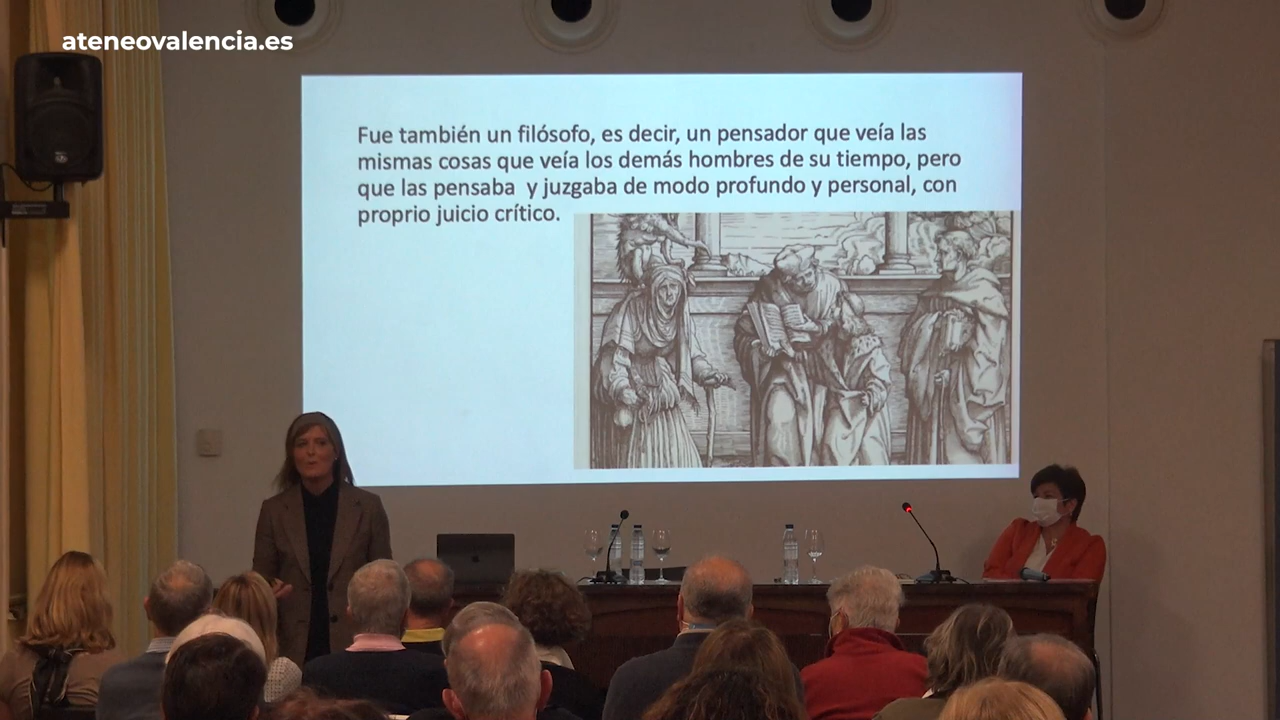 ateneovalencia.es
Fue también un filósofo, es decir, un pensador que veía las
mismas cosas que veía los demás hombres de su tiempo, pero
que las pensaba y juzgaba de modo profundo y personal, con
proprio juicio crítico.